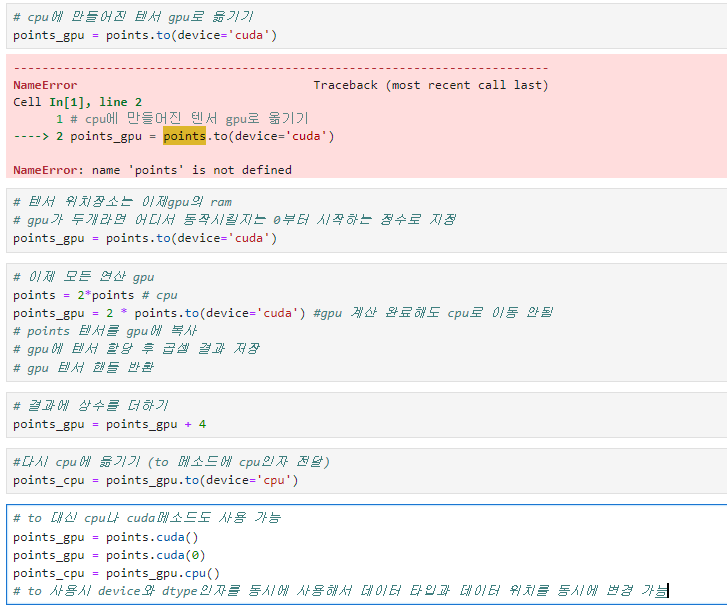 # cpu에 만들어진 텐서 gpu로 옮기기
points_gpu = points.to(device='cuda')
---------------------------------------------------------------------------
NameError                                 Traceback (most recent call last)
Cell In[1], line 2
      1 # cpu에 만들어진 텐서 gpu로 옮기기
----> 2 points_gpu = points.to(device='cuda')
NameError: name 'points' is not defined
# 텐서 위치장소는 이제gpu의 ram
# gpu가 두개라면 어디서 동작시킬지는 0부터 시작하는 정수로 지정
points_gpu = points.to(device='cuda')
# 이제 모든 연산 gpu
points = 2*points # cpu
points_gpu = 2 * points.to(device='cuda') #gpu 계산 완료해도 cpu로 이동 안됨
# points 텐서를 gpu에 복사
# gpu에 텐서 할당 후 곱셈 결과 저장
# gpu 텐서 핸들 반환
# 결과에 상수를 더하기
points_gpu = points_gpu + 4
#다시 cpu에 옮기기 (to 메소드에 cpu인자 전달)
points_cpu = points_gpu.to(device='cpu')
# to 대신 cpu나 cuda메소드도 사용 가능
points_gpu = points.cuda()
points_gpu = points.cuda(0)
points_cpu = points_gpu.cpu()
# to 사용시 device와 dtype인자를 동시에 사용해서 데이터 타입과 데이터 위치를 동시에 변경 가능